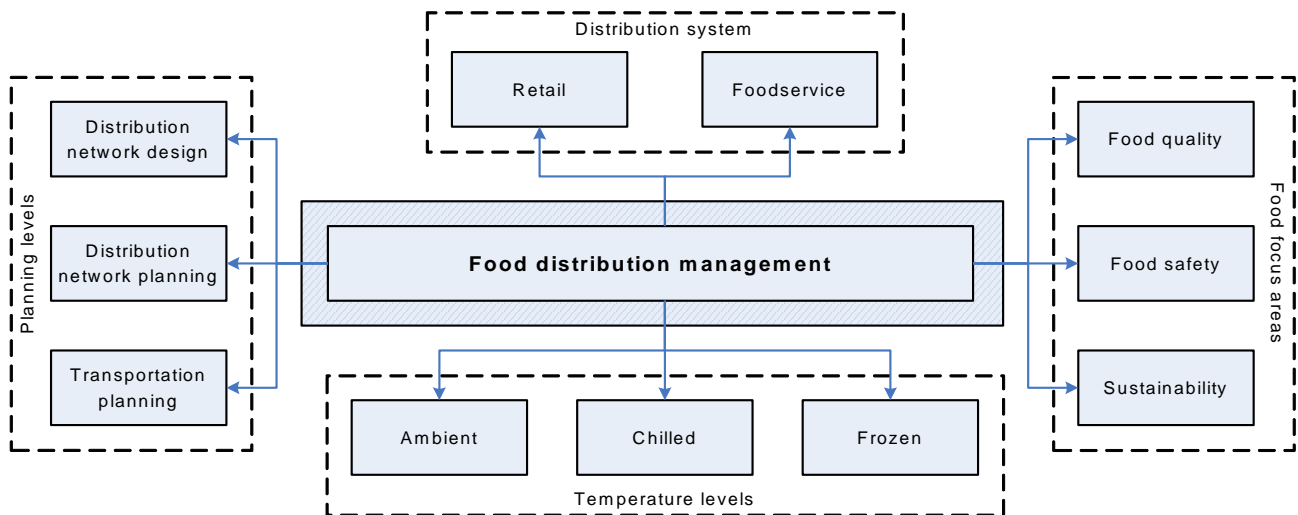 Distribution system
Retail
Foodservice
Planning levels
Distribution
network design
Distribution
network planning
Transportation
planning
Food distribution management
Food quality
Food safety
Sustainability
Food focus areas
Ambient
Chilled
Frozen
Temperature levels